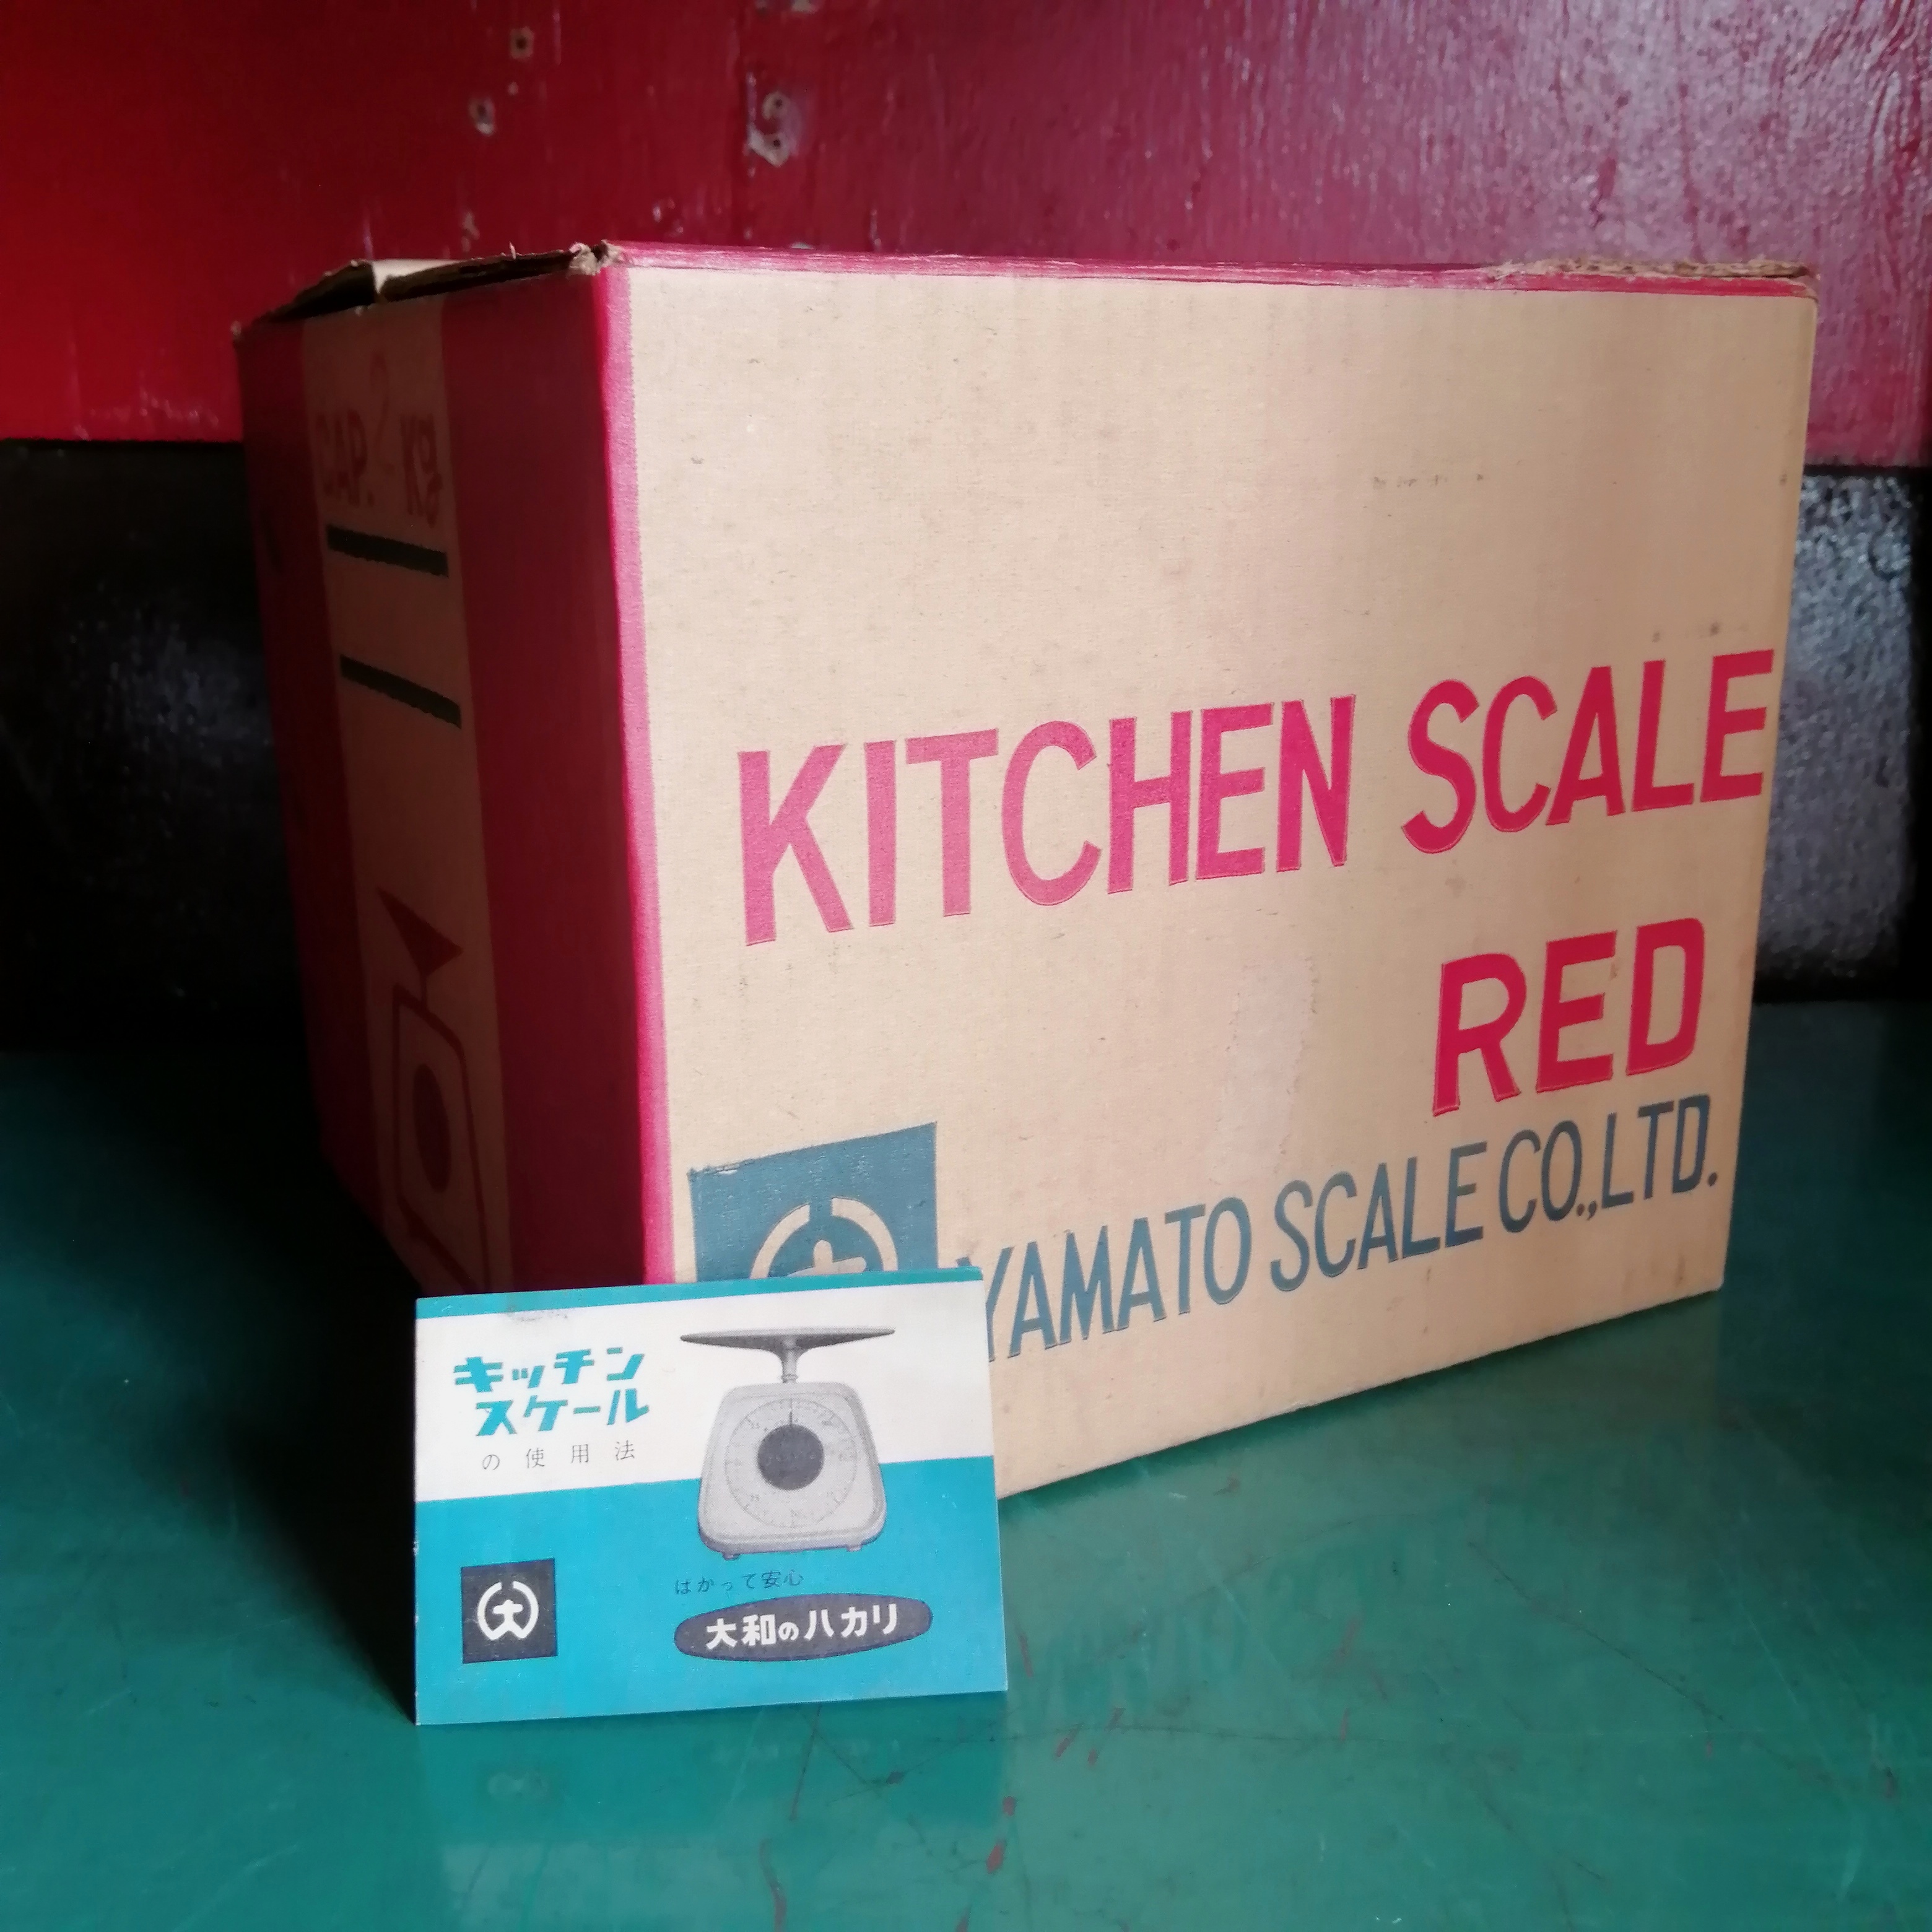 CAP. 2 Kg
KITCHEN SCALE
RED
YAMATO SCALE CO.,LTD.
キッチン
スケール
の使用法
はかって安心
大和のハカリ